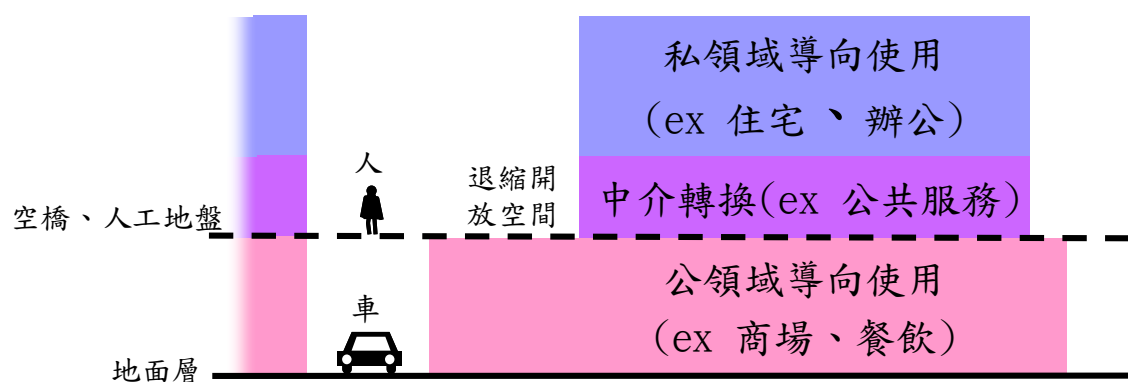 私領域導向使用
(ex 住宅、辦公)
人
退縮開
放空間
中介轉換(ex 公共服務)
空橋、人工地盤
公領域導向使用
(ex 商場、餐飲)
車
地面層